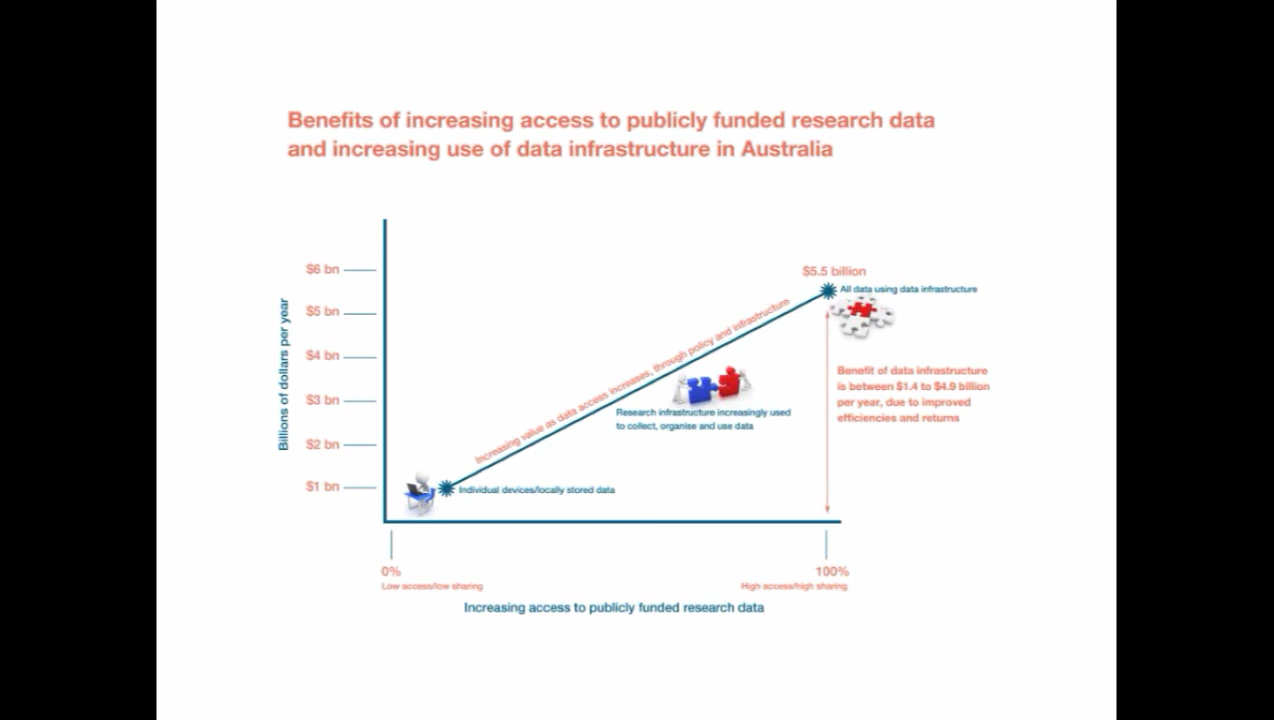 Benefits of increasing access to publicly funded research data
and increasing use of data infrastructure in Australia
Billions of dollars per year
$6 bn
$5 bn
$4 bn
$3 bn
$2 bn
$1 bn
$5.5 billion
All data using data infrastructure
Increasing value as data access increases, through policy and infrastructure
Benefit of data infrastructure
is between $1.4 to $4.9 billion
per year, due to improved
efficiencies and returns
Research infrastructure increasingly used
to collect, organise and use data
Individual devices/locally stored data
0%
Low access/low sharing
100%
High access/high sharing
Increasing access to publicly funded research data